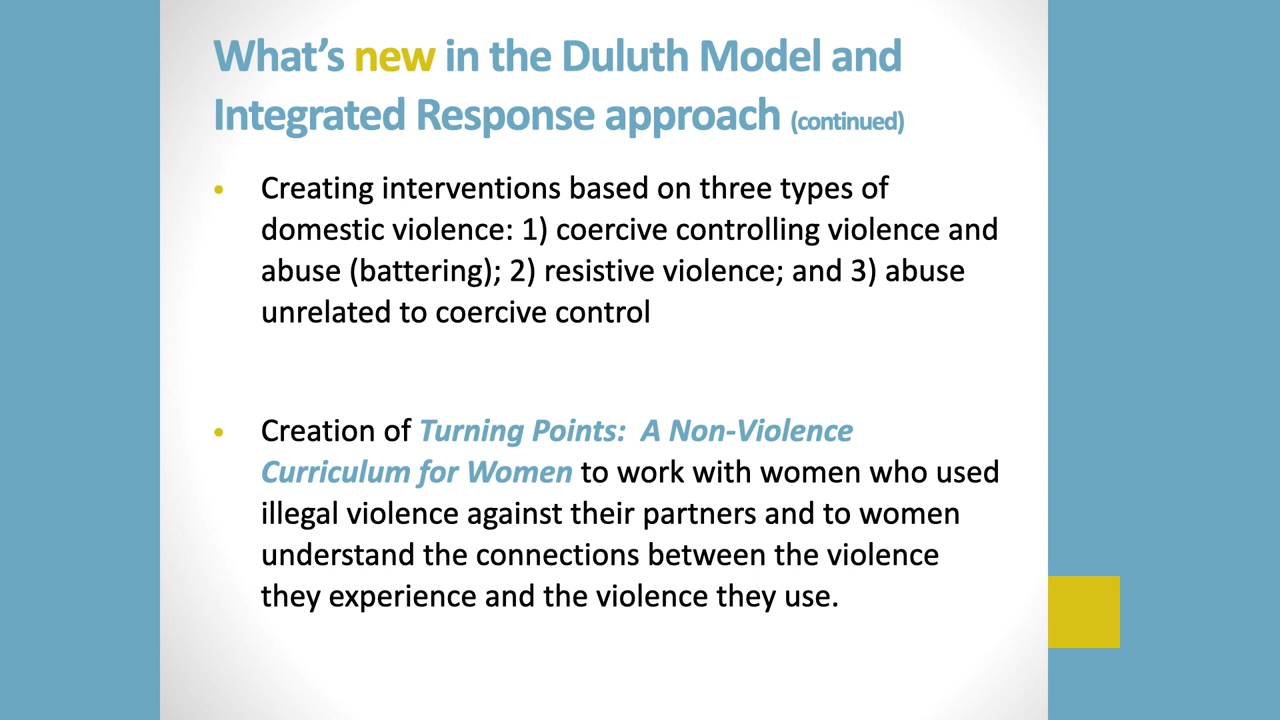 What’s new in the Duluth Model and
Integrated Response approach (continued)
• Creating interventions based on three types of
domestic violence: 1) coercive controlling violence and
abuse (battering); 2) resistive violence; and 3) abuse
unrelated to coercive control
• Creation of Turning Points:  A Non-Violence
Curriculum for Women to work with women who used
illegal violence against their partners and to women
understand the connections between the violence
they experience and the violence they use.